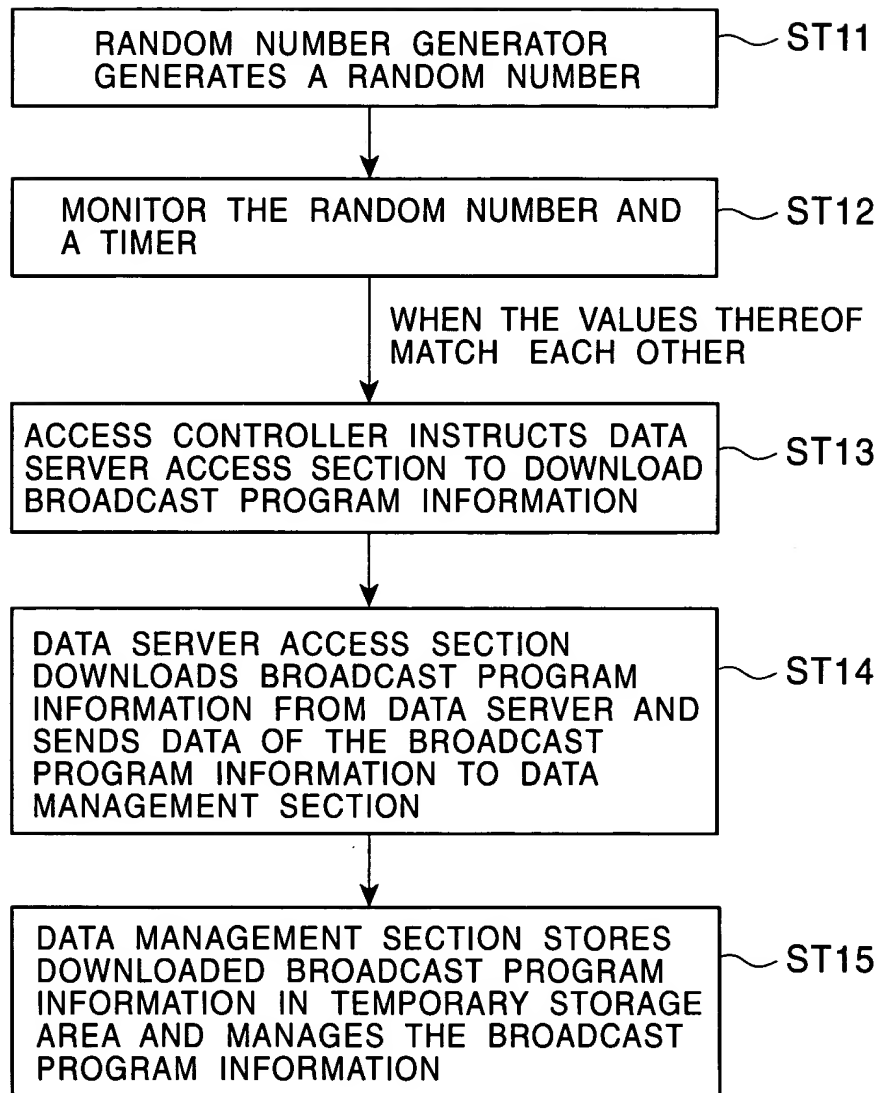 RANDOM NUMBER GENERATOR
GENERATES A RANDOM NUMBER
ST11
MONITOR THE RANDOM NUMBER AND
A TIMER
ST12
WHEN THE VALUES THEREOF
MATCH EACH OTHER
ACCESS CONTROLLER INSTRUCTS DATA
SERVER ACCESS SECTION TO DOWNLOAD
BROADCAST PROGRAM INFORMATION
ST13
DATA SERVER ACCESS SECTION
DOWNLOADS BROADCAST PROGRAM
INFORMATION FROM DATA SERVER AND
SENDS DATA OF THE BROADCAST
PROGRAM INFORMATION TO DATA
MANAGEMENT SECTION
ST14
DATA MANAGEMENT SECTION STORES
DOWNLOADED BROADCAST PROGRAM
INFORMATION IN TEMPORARY STORAGE
AREA AND MANAGES THE BROADCAST
PROGRAM INFORMATION
ST15